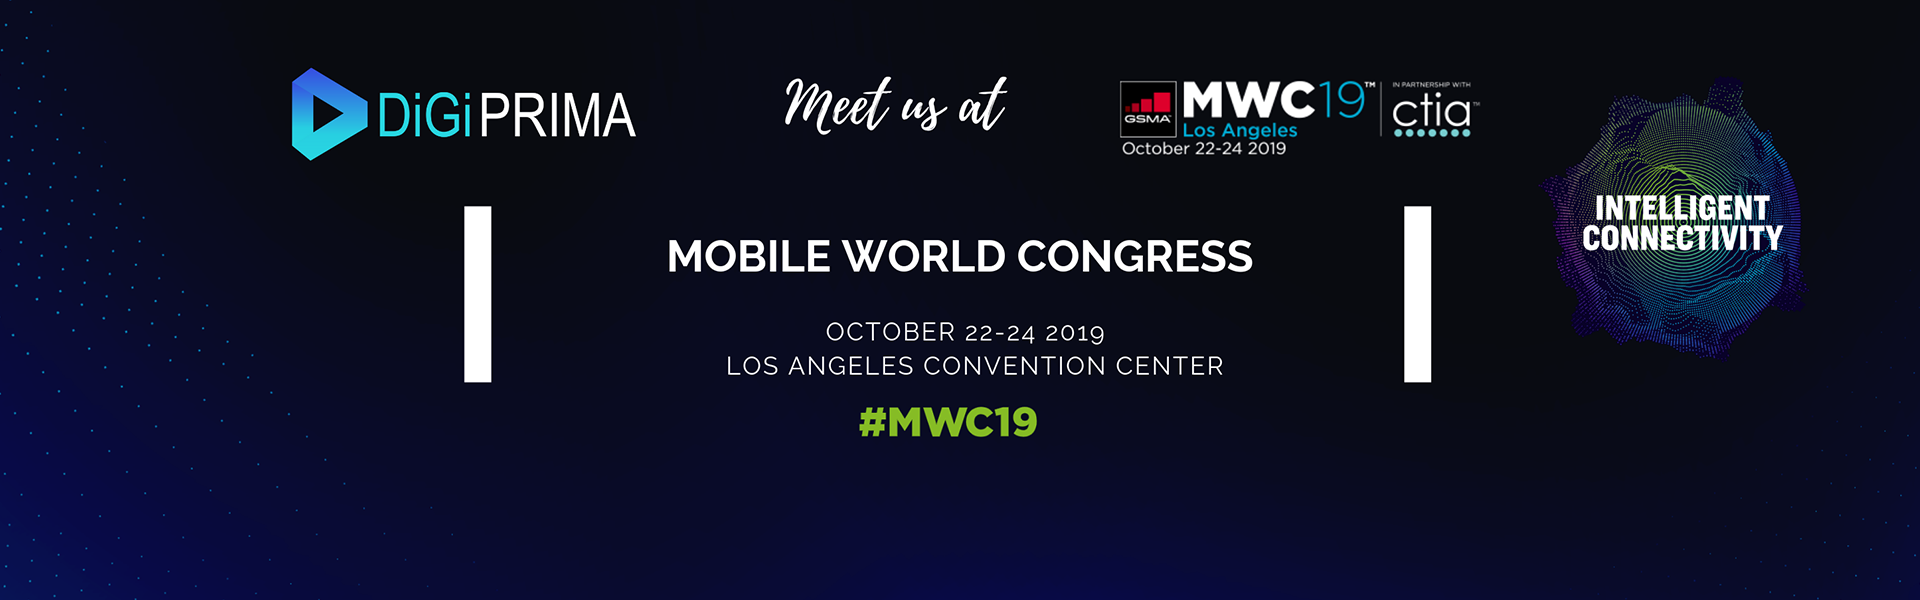 DiGiPRIMA
Meet us at
GSMA
MWC19™
Los Angeles
October 22-24 2019
IN PARTNERSHIP WITH
ctia™
INTELLIGENT
CONNECTIVITY
MOBILE WORLD CONGRESS
OCTOBER 22-24 2019
LOS ANGELES CONVENTION CENTER
#MWC19